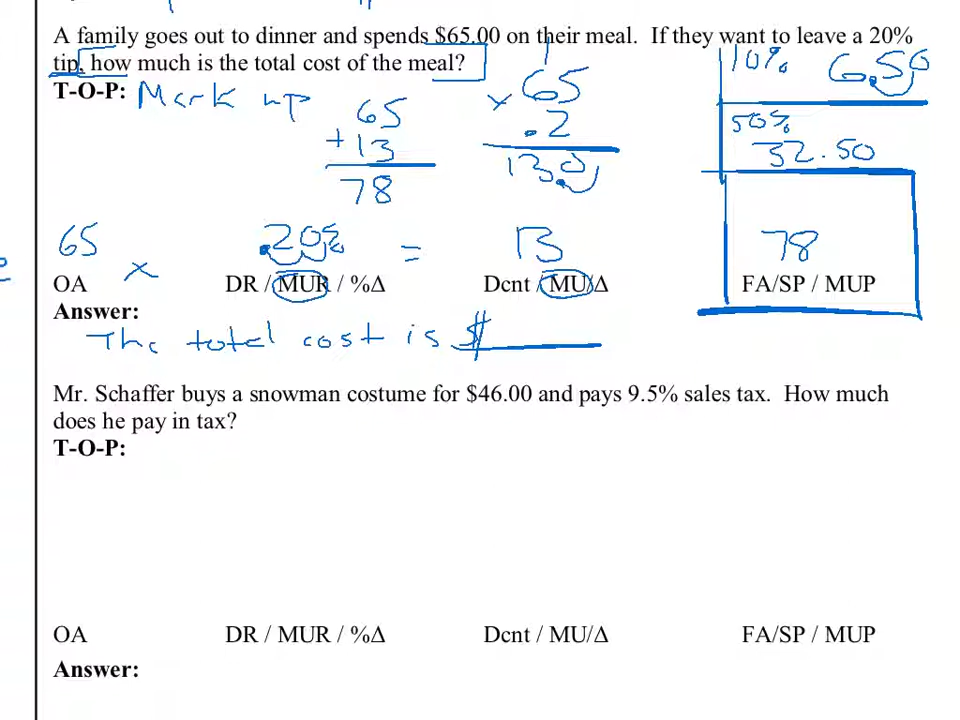 A family goes out to dinner and spends $65.00 on their meal. If they want to leave a 20%
tip, how much is the total cost of the meal?
10% 6.50
T-O-P: Mark up
65
+ 13
78
65
× .2
13.0
50%
32.50
65 × .20% = 13 78
OA DR / MUR / %Δ Dcnt / MU/Δ FA/SP / MUP
Answer:
The total cost is $
Mr. Schaffer buys a snowman costume for $46.00 and pays 9.5% sales tax. How much
does he pay in tax?
T-O-P:
OA DR / MUR / %Δ Dcnt / MU/Δ FA/SP / MUP
Answer: